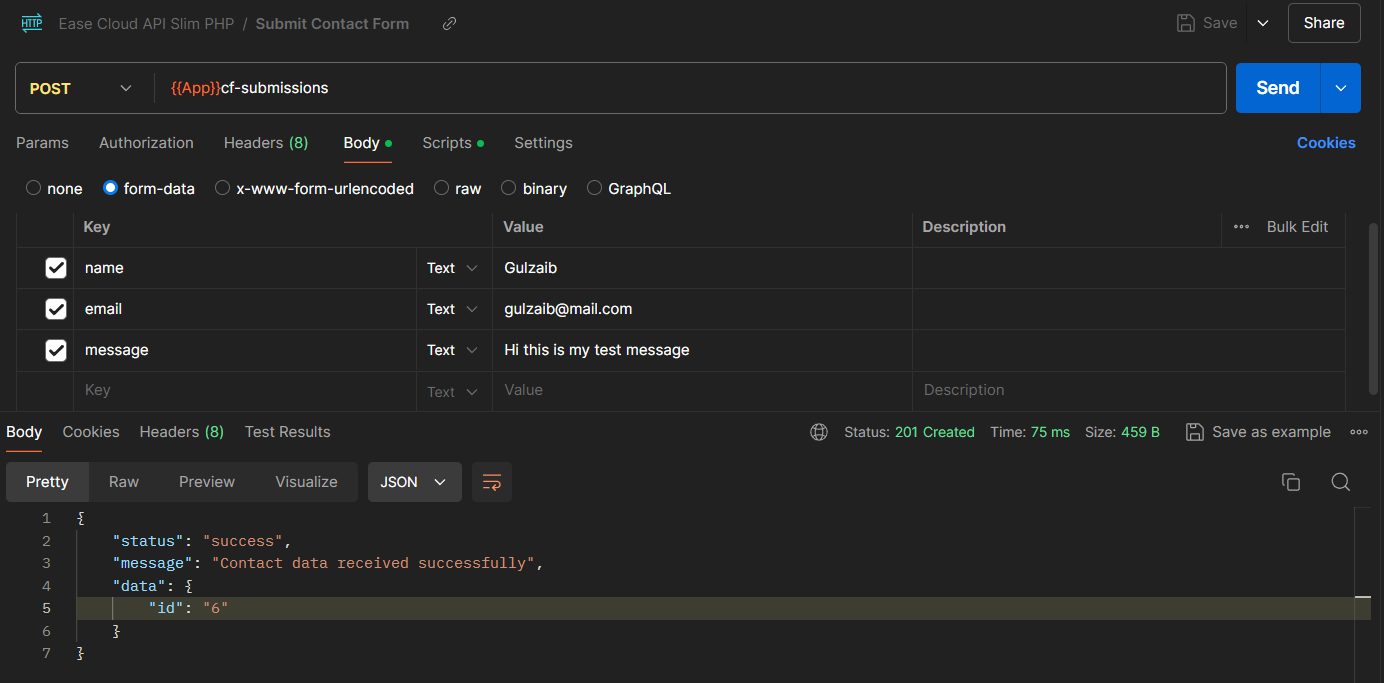 HTTP Ease Cloud API Slim PHP / Submit Contact Form Save Share
POST {{App}}cf-submissions Send
Params Authorization Headers (8) Body Scripts Settings Cookies
none form-data x-www-form-urlencoded raw binary GraphQL
Key Value Description Bulk Edit
name Text Gulzaib
email Text gulzaib@mail.com
message Text Hi this is my test message
Key Text Value Description
Body Cookies Headers (8) Test Results Status: 201 Created Time: 75 ms Size: 459 B Save as example
Pretty Raw Preview Visualize JSON
1 {
2 "status": "success",
3 "message": "Contact data received successfully",
4 "data": {
5 "id": "6"
6 }
7 }